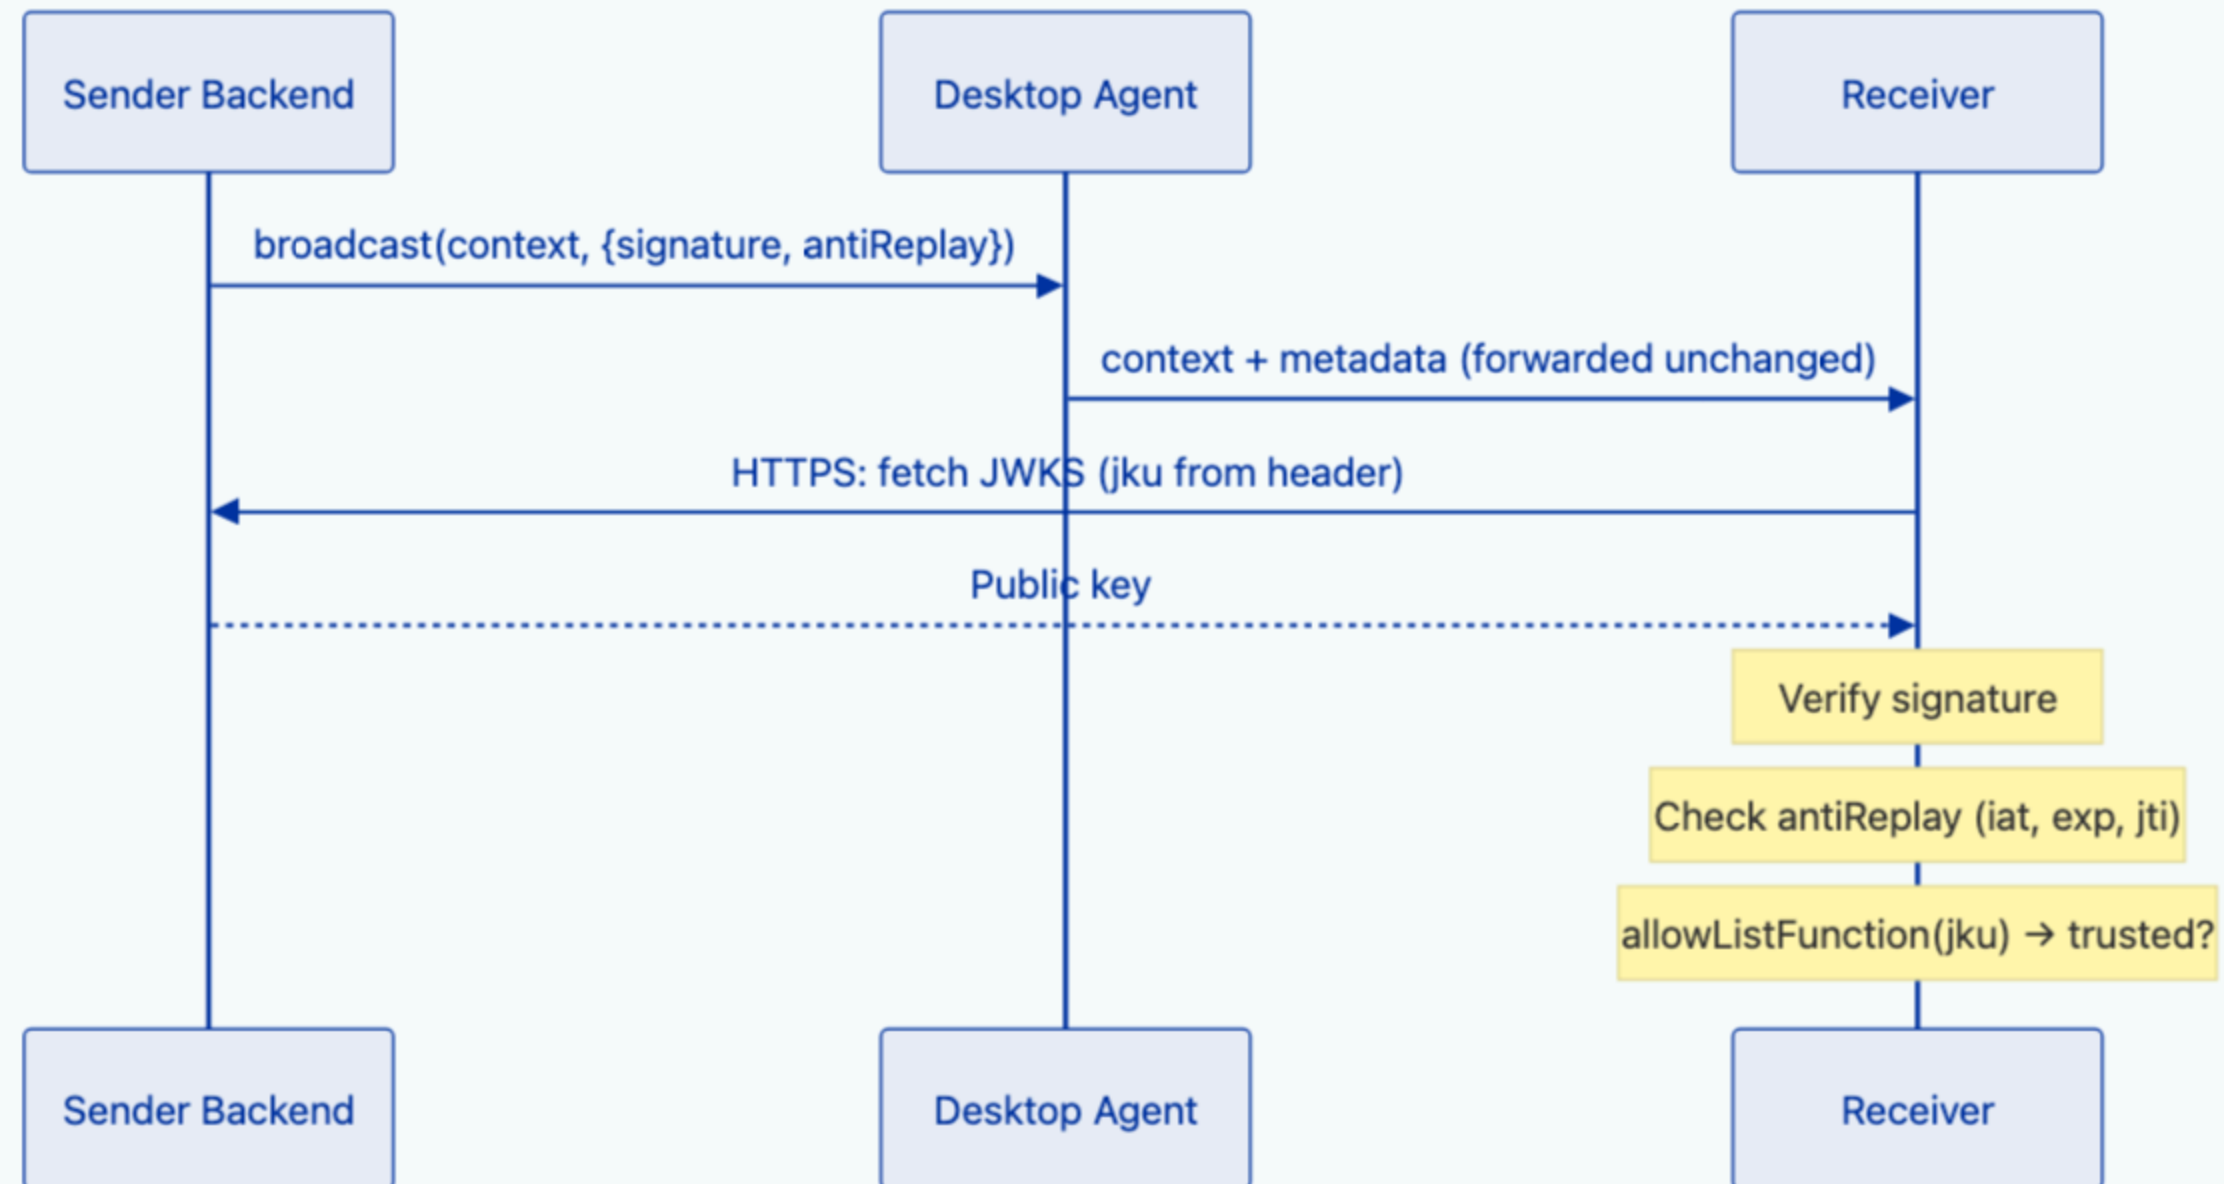 Sender Backend
Desktop Agent
Receiver
broadcast(context, {signature, antiReplay})
context + metadata (forwarded unchanged)
HTTPS: fetch JWKS (jku from header)
Public key
Verify signature
Check antiReplay (iat, exp, jti)
allowListFunction(jku) → trusted?
Sender Backend
Desktop Agent
Receiver